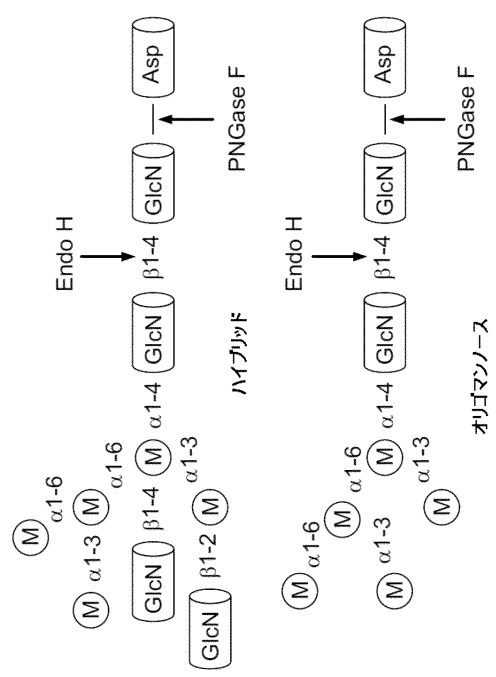 M
α1-6
Endo H
M α1-3 M α1-6
GlcN β1-4 M α1-4 GlcN β1-4 GlcN Asp
α1-3
GlcN β1-2 M
PNGase F
ハイブリッド
M α1-6 M α1-6
Endo H
M α1-4 GlcN β1-4 GlcN Asp
M α1-3 M α1-3
PNGase F
オリゴマンノース